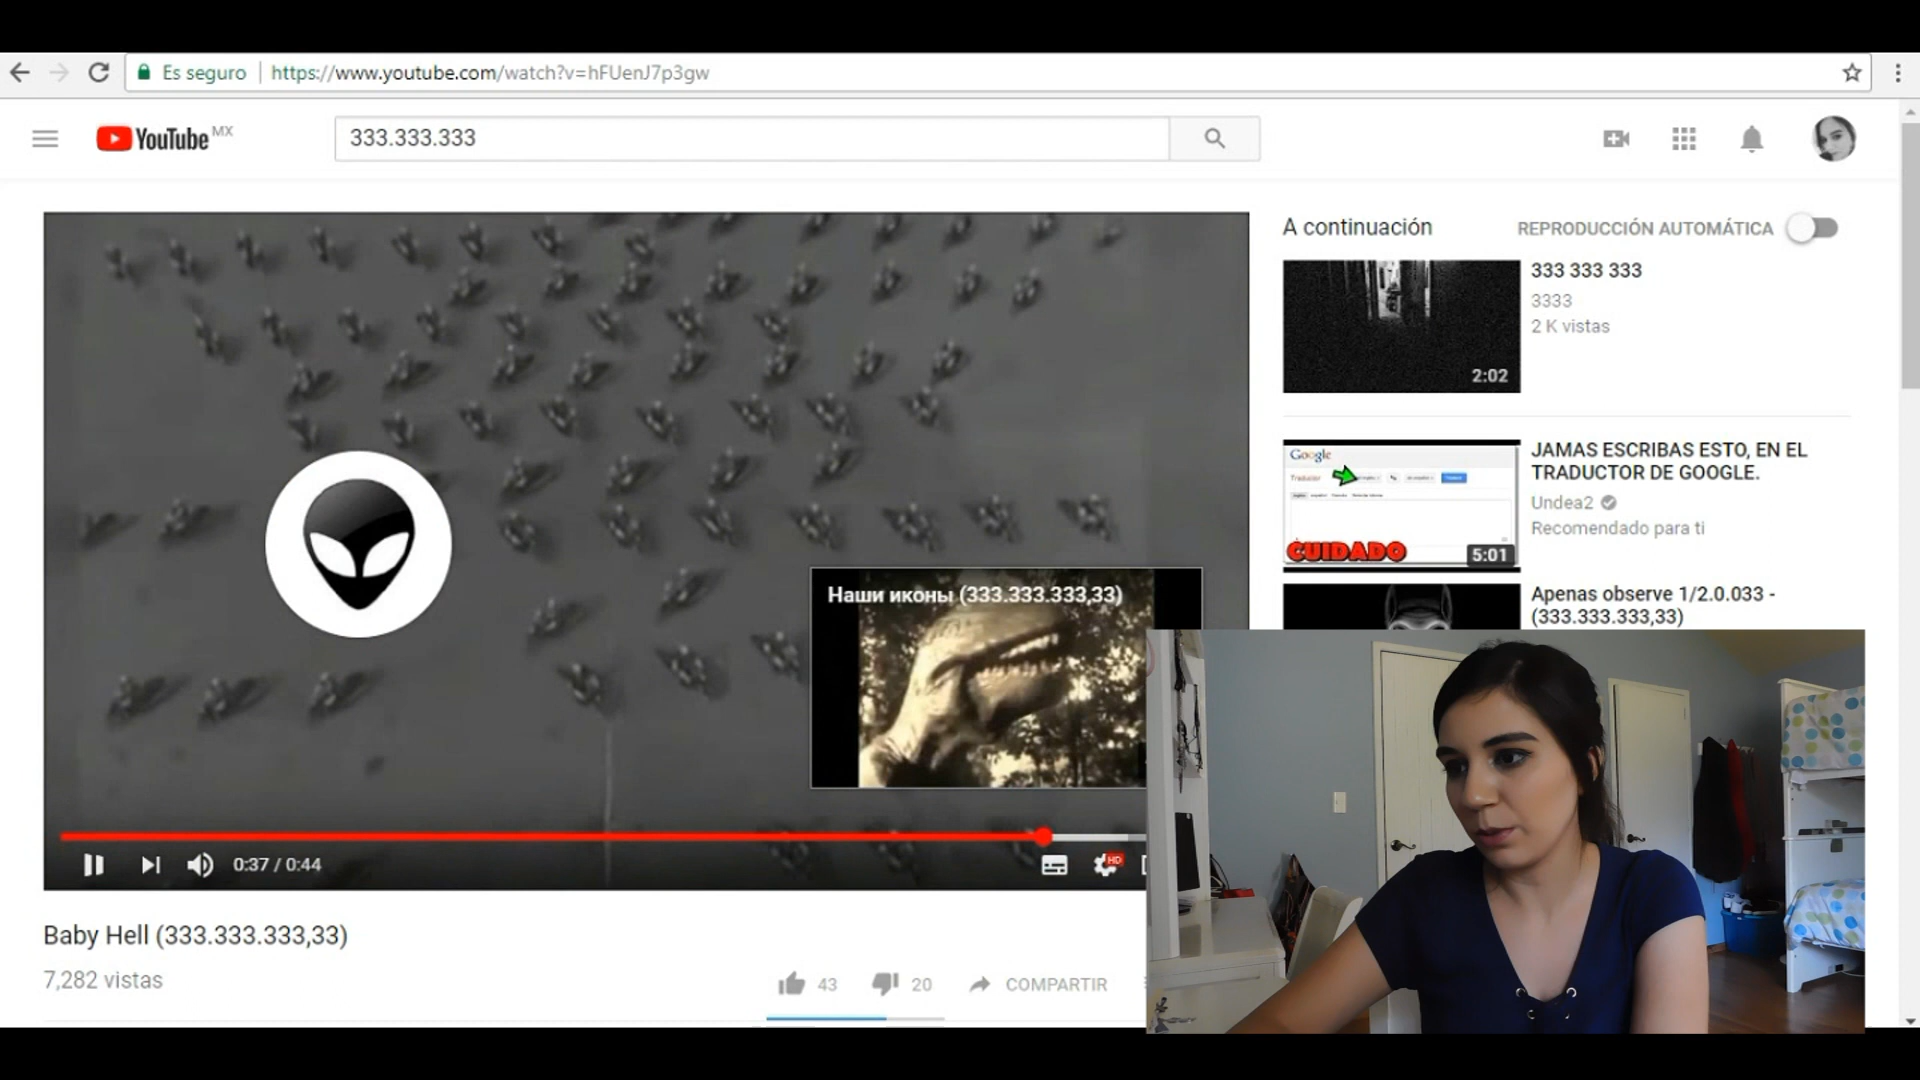 Es seguro
https://www.youtube.com/watch?v=hFUenJ7p3gw
YouTube MX
333.333.333
A continuación
REPRODUCCIÓN AUTOMÁTICA
333 333 333
3333
2 K vistas
2:02
Google
CUIDADO
5:01
JAMAS ESCRIBAS ESTO, EN EL
TRADUCTOR DE GOOGLE.
Undea2
Recomendado para ti
Apenas observe 1/2.0.033 -
(333.333.333,33)
Наши иконы (333.333.333,33)
0:37 / 0:44
HD
Baby Hell (333.333.333,33)
7,282 vistas
43
20
COMPARTIR